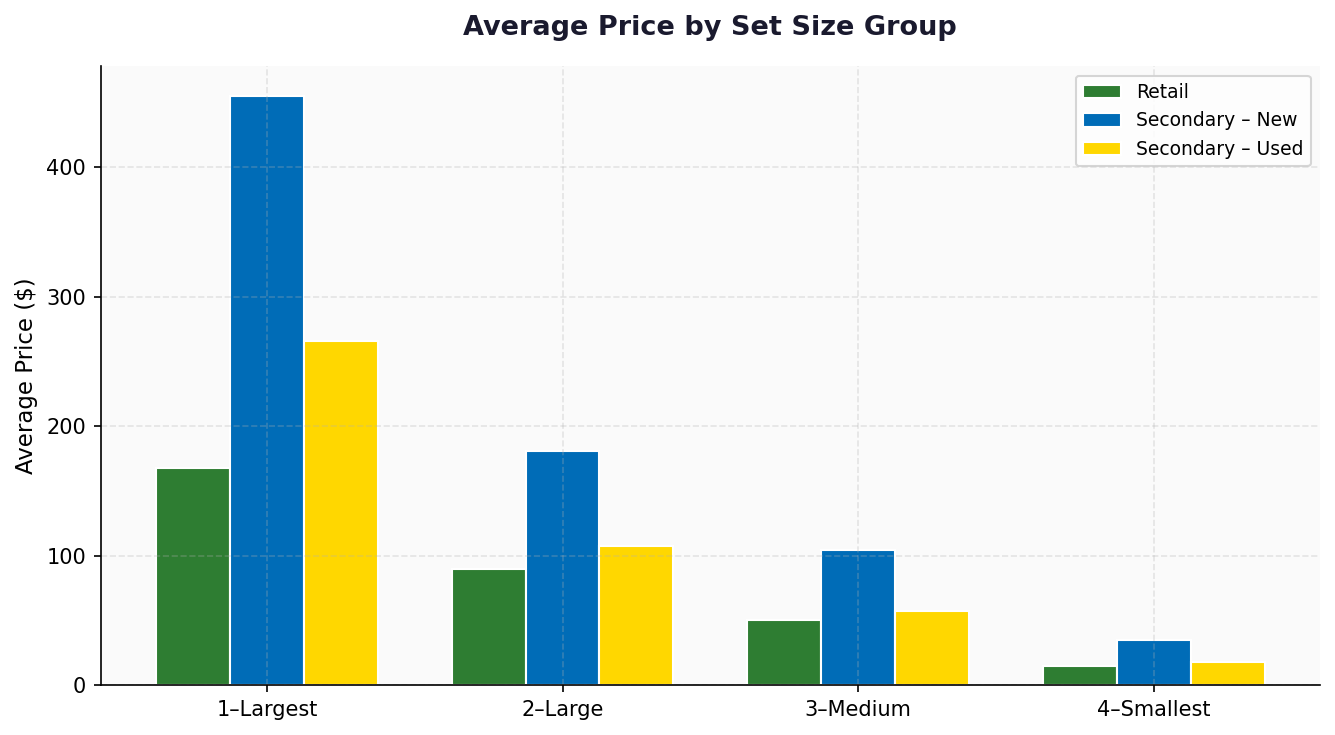 Average Price by Set Size Group
Retail
Secondary – New
Secondary – Used
Average Price ($)
400
300
200
100
0
1–Largest
2–Large
3–Medium
4–Smallest